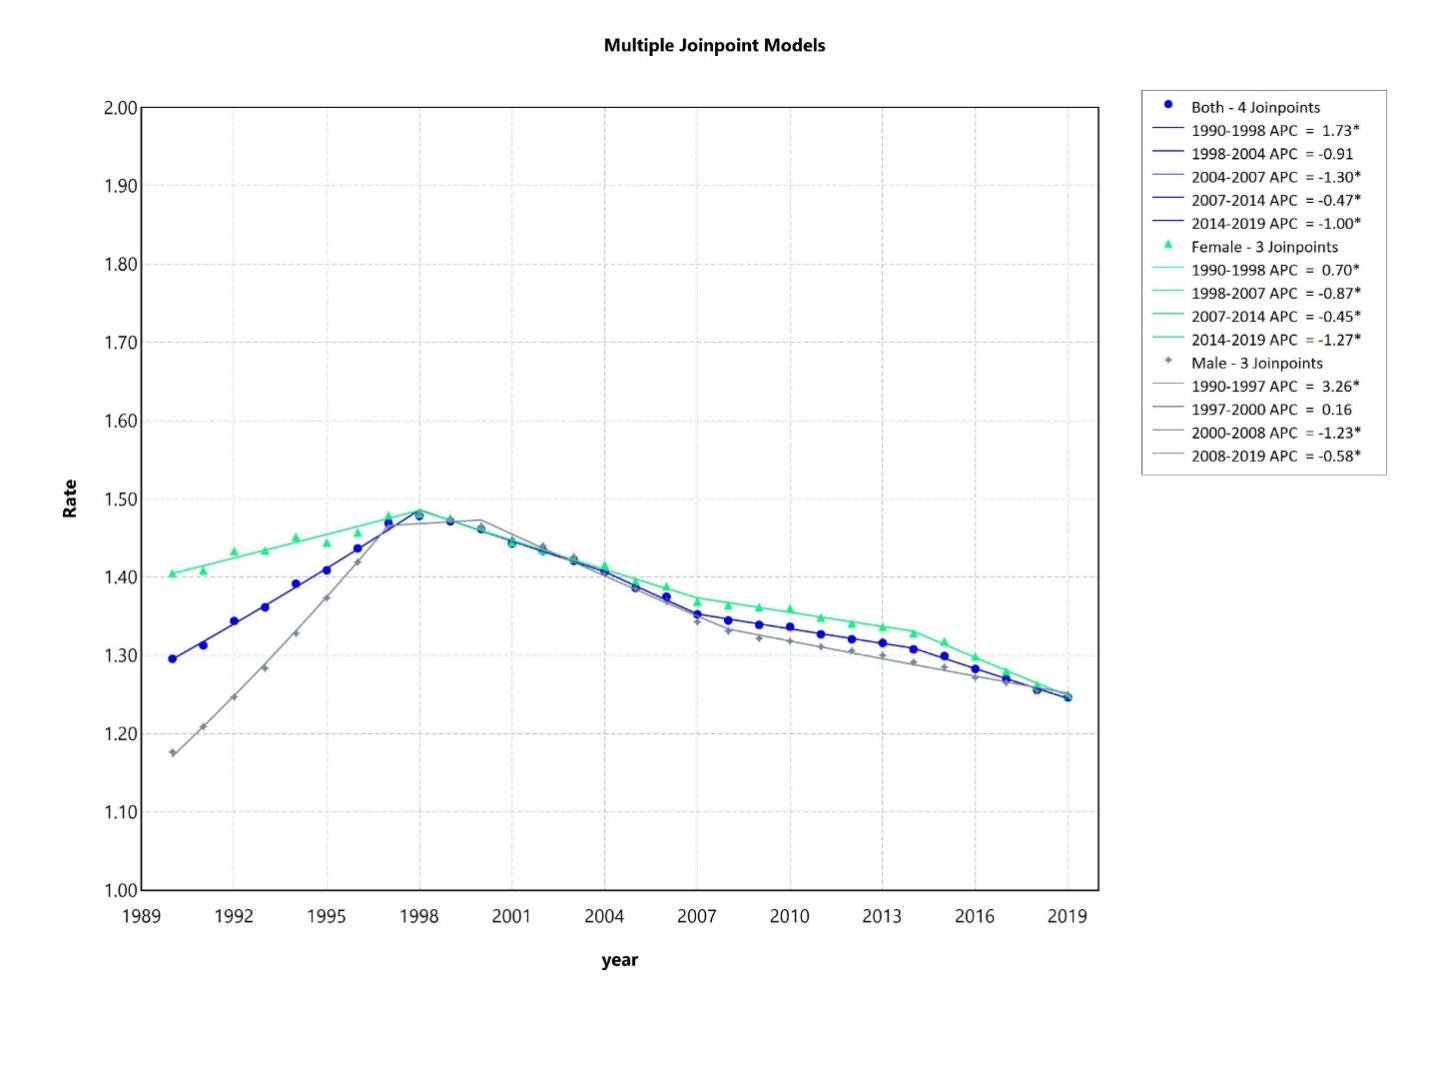 Multiple Joinpoint Models
2.00
1.90
1.80
1.70
1.60
1.50
1.40
1.30
1.20
1.10
1.00
Rate
1989 1992 1995 1998 2001 2004 2007 2010 2013 2016 2019
year
Both - 4 Joinpoints
1990-1998 APC = 1.73*
1998-2004 APC = -0.91
2004-2007 APC = -1.30*
2007-2014 APC = -0.47*
2014-2019 APC = -1.00*
Female - 3 Joinpoints
1990-1998 APC = 0.70*
1998-2007 APC = -0.87*
2007-2014 APC = -0.45*
2014-2019 APC = -1.27*
Male - 3 Joinpoints
1990-1997 APC = 3.26*
1997-2000 APC = 0.16
2000-2008 APC = -1.23*
2008-2019 APC = -0.58*